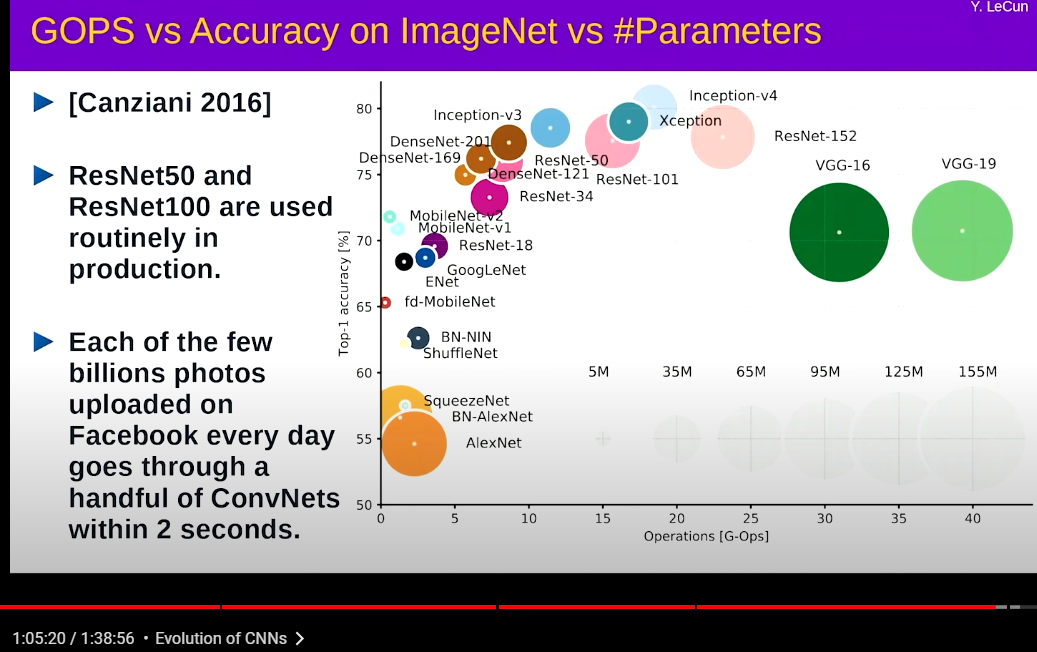 Y. LeCun
GOPS vs Accuracy on ImageNet vs #Parameters
[Canziani 2016]
ResNet50 and
ResNet100 are used
routinely in
production.
Each of the few
billions photos
uploaded on
Facebook every day
goes through a
handful of ConvNets
within 2 seconds.
Top-1 accuracy [%]
80
75
70
65
60
55
50
Inception-v4
Inception-v3
Xception
ResNet-152
DenseNet-201
DenseNet-169
ResNet-50
DenseNet-121
ResNet-101
VGG-16
VGG-19
ResNet-34
MobileNet-v2
MobileNet-v1
ResNet-18
GoogLeNet
ENet
fd-MobileNet
BN-NIN
ShuffleNet
5M 35M 65M 95M 125M 155M
SqueezeNet
BN-AlexNet
AlexNet
0 5 10 15 20 25 30 35 40
Operations [G-Ops]
1:05:20 / 1:38:56 • Evolution of CNNs